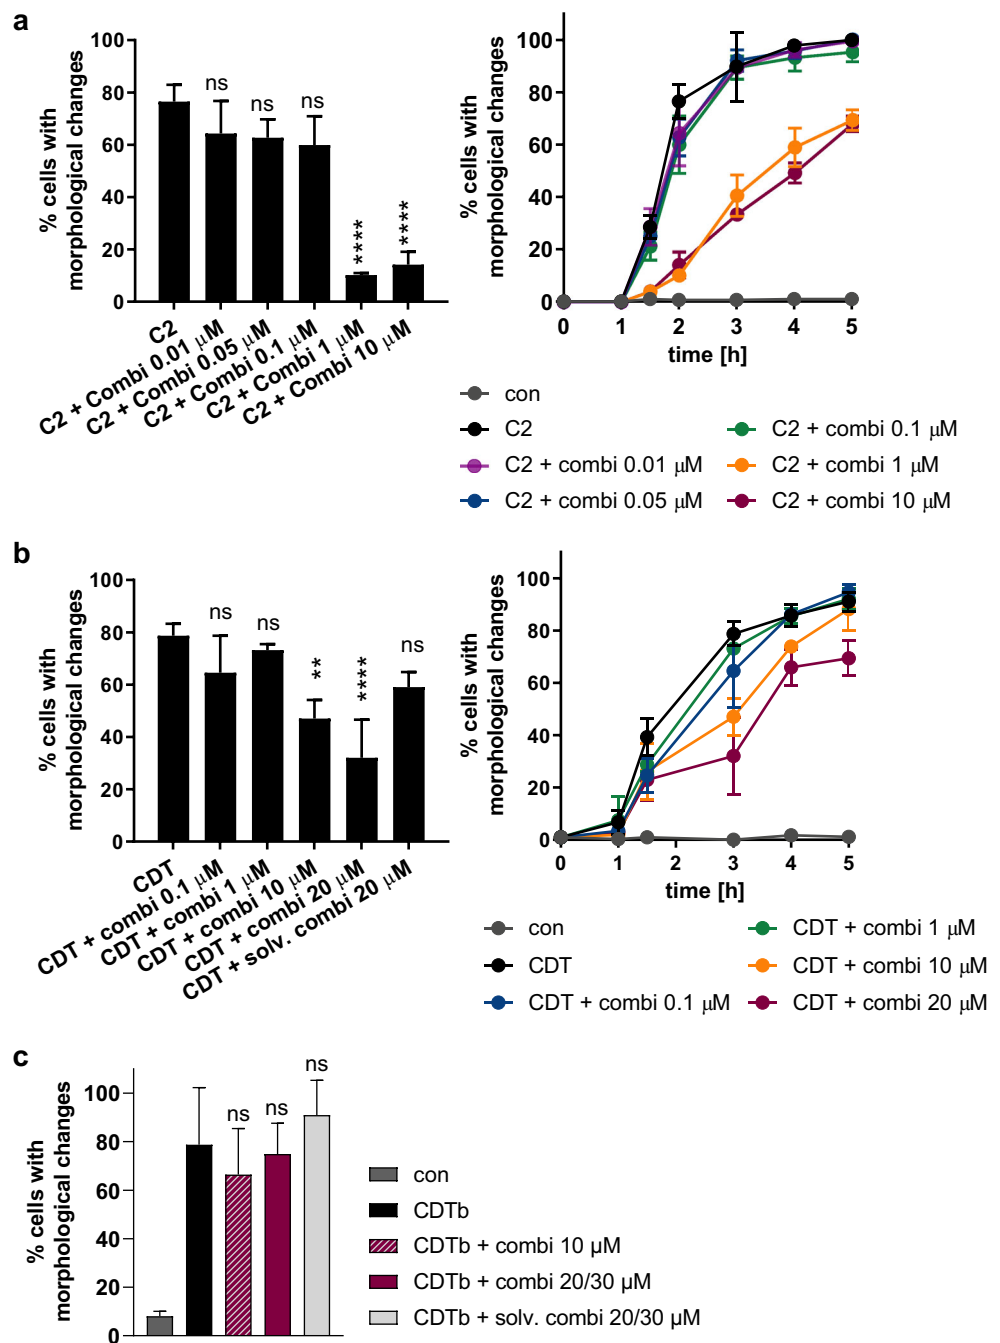 a
% cells with
morphological changes
100
80
60
40
20
0
ns
ns
ns
****
****
C2
C2 + Combi 0.01 μM
C2 + Combi 0.05 μM
C2 + Combi 0.1 μM
C2 + Combi 1 μM
C2 + Combi 10 μM
% cells with
morphological changes
100
80
60
40
20
0
0 1 2 3 4 5
time [h]
con
C2
C2 + combi 0.01 μM
C2 + combi 0.05 μM
C2 + combi 0.1 μM
C2 + combi 1 μM
C2 + combi 10 μM
b
% cells with
morphological changes
100
80
60
40
20
0
ns
ns
**
****
ns
CDT
CDT + combi 0.1 μM
CDT + combi 1 μM
CDT + combi 10 μM
CDT + combi 20 μM
CDT + solv. combi 20 μM
% cells with
morphological changes
100
80
60
40
20
0
0 1 2 3 4 5
time [h]
con
CDT
CDT + combi 0.1 μM
CDT + combi 1 μM
CDT + combi 10 μM
CDT + combi 20 μM
c
% cells with
morphological changes
100
80
60
40
20
0
ns
ns
ns
con
CDTb
CDTb + combi 10 μM
CDTb + combi 20/30 μM
CDTb + solv. combi 20/30 μM